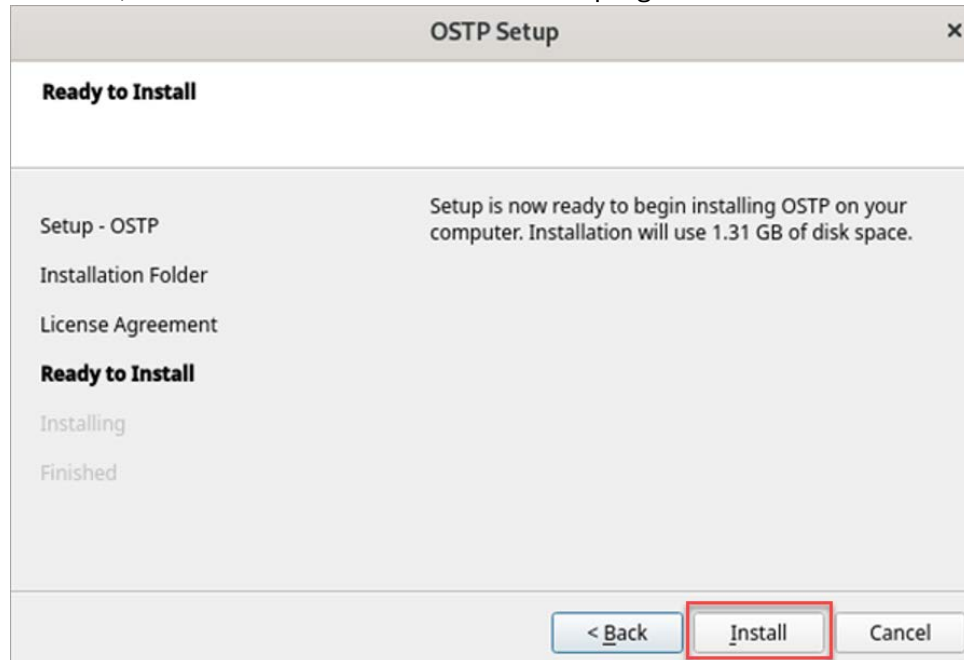 OSTP Setup
Ready to Install
Setup - OSTP
Installation Folder
License Agreement
Ready to Install
Installing
Finished
Setup is now ready to begin installing OSTP on your
computer. Installation will use 1.31 GB of disk space.
< Back
Install
Cancel